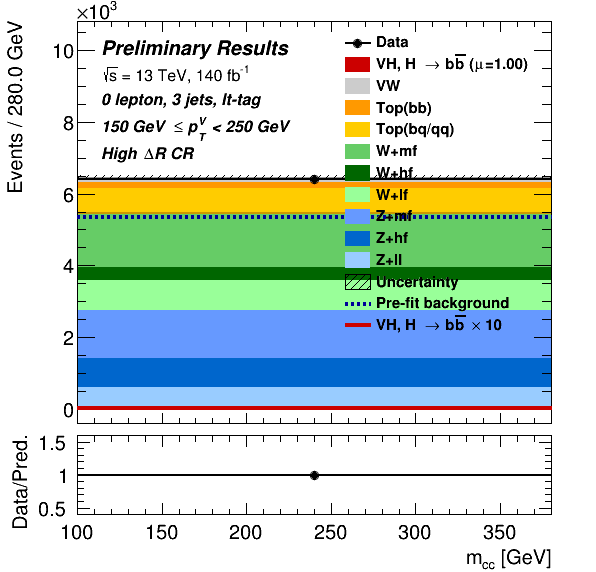 ×10³
Events / 280.0 GeV
10
8
6
4
2
0
Preliminary Results
√s = 13 TeV, 140 fb⁻¹
0 lepton, 3 jets, lt-tag
150 GeV ≤ p_T^V < 250 GeV
High ΔR CR
Data
VH, H → bb̅ (μ=1.00)
VW
Top(bb)
Top(bq/qq)
W+mf
W+hf
W+lf
Z+mf
Z+hf
Z+ll
Uncertainty
Pre-fit background
VH, H → bb̅ × 10
Data/Pred.
1.5
1
0.5
100 150 200 250 300 350
m_cc [GeV]